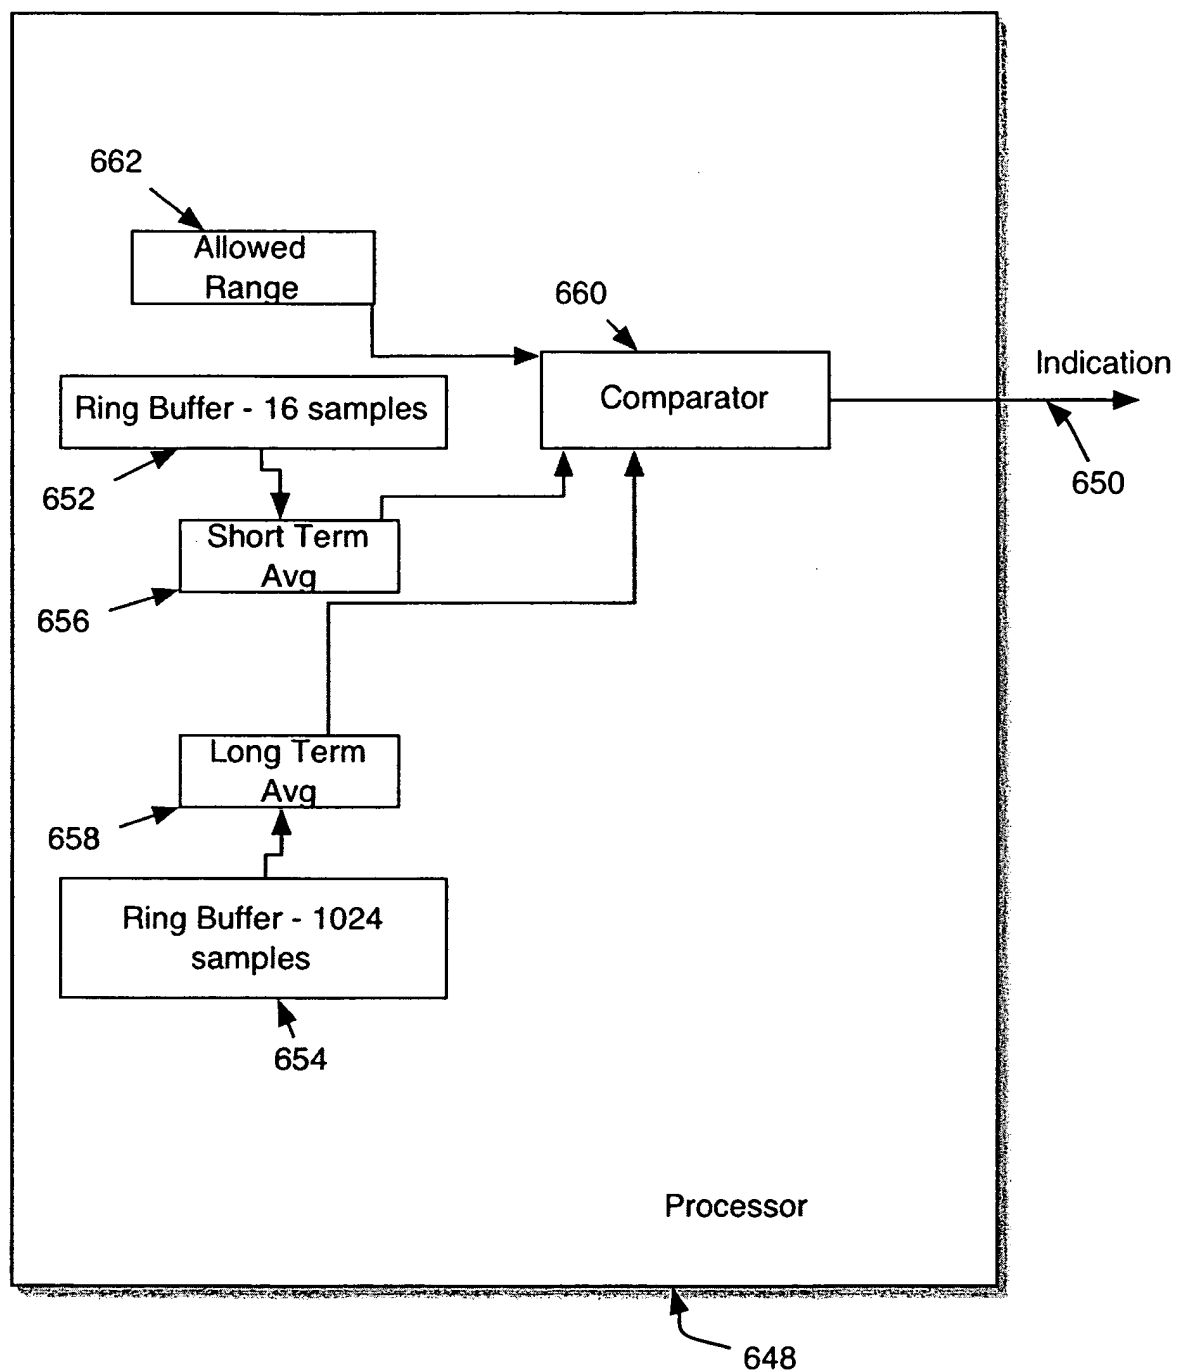 662
Allowed
Range
660
Indication
Comparator
Ring Buffer - 16 samples
650
652
Short Term
Avg
656
Long Term
Avg
658
Ring Buffer - 1024
samples
654
Processor
648